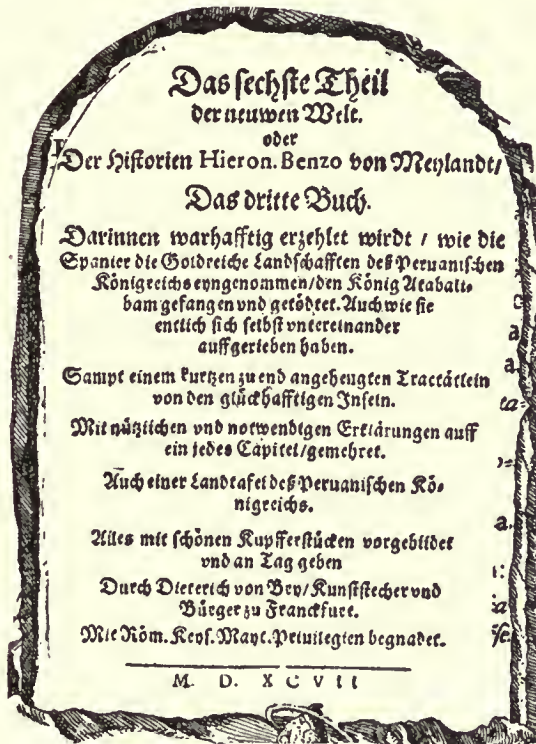 Das sechste Theil
der neuwen Welt.
oder
Der Historien Hieron. Benzo von Meylandt/
Das dritte Buch.
Darinnen warhafftig erzehlet wirdt / wie die
Spanier die Goldreiche Landschafften deß Peruanischen
Königreichs eyngenommen/den König Atabali-
bam gefangen vnd getödtet. Auch wie sie
entlich sich selbst vntereinander
auffgerieben haben.
Sampt einem kurtzen zu end angehengten Tractätlein
von den glückhafftigen Inseln.
Mit nützlichen vnd notwendigen Erklärungen auff
ein jedes Capitel/gemehret.
Auch einer Landtafel deß Peruanischen Kö-
nigreichs.
Alles mit schönen Kupfferstücken vorgebildet
vnd an Tag geben
Durch Dieterich von Bry/Kunststecher vnd
Bürger zu Franckfurt.
Mit Röm. Keys. Mayt. Priuilegien begnadet.
M. D. XCVII